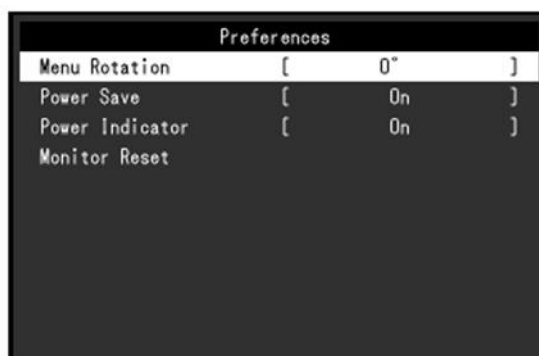 Preferences
Menu Rotation [ 0° ]
Power Save [ On ]
Power Indicator [ On ]
Monitor Reset